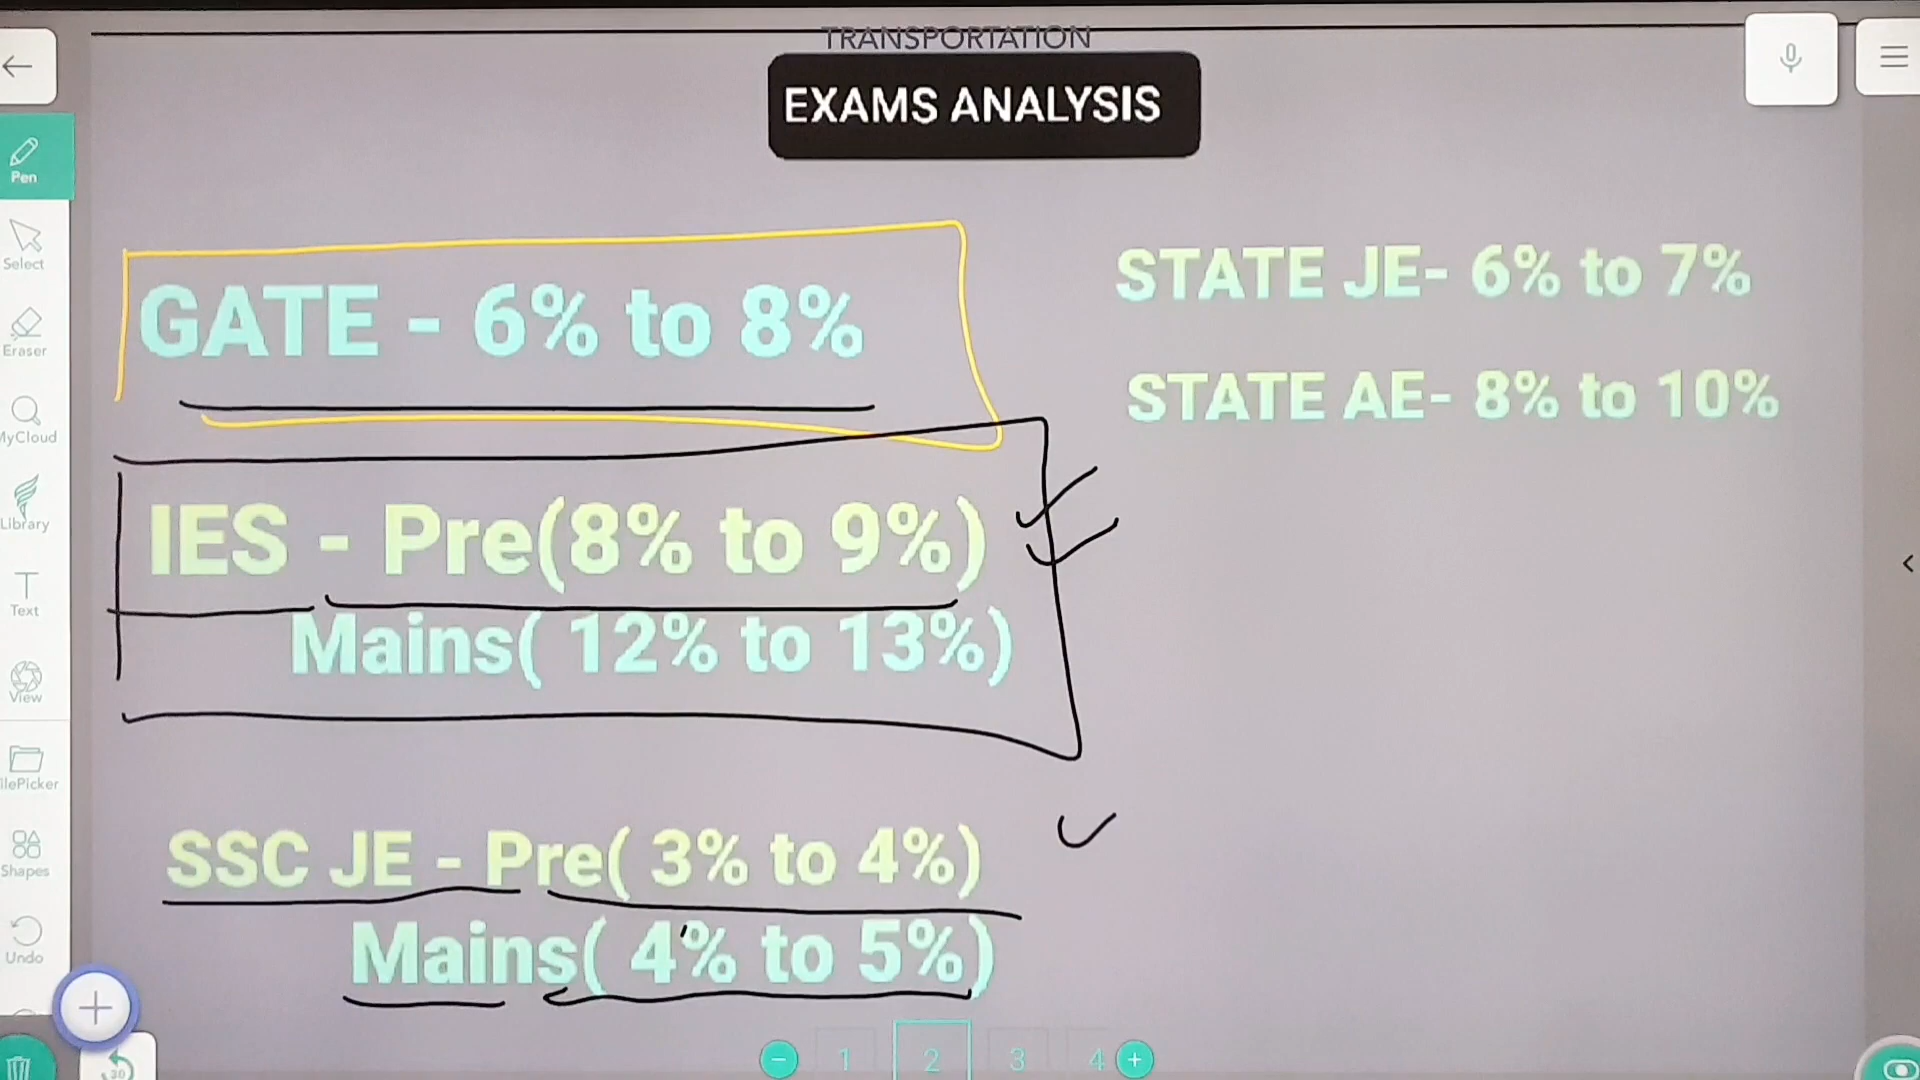 TRANSPORTATION
EXAMS ANALYSIS
GATE - 6% to 8%
IES - Pre(8% to 9%)
Mains( 12% to 13%)
SSC JE - Pre( 3% to 4%)
Mains( 4% to 5%)
STATE JE- 6% to 7%
STATE AE- 8% to 10%
Pen
Select
Eraser
MyCloud
Library
Text
View
ilePicker
Shapes
Undo
30
1
2
3
4